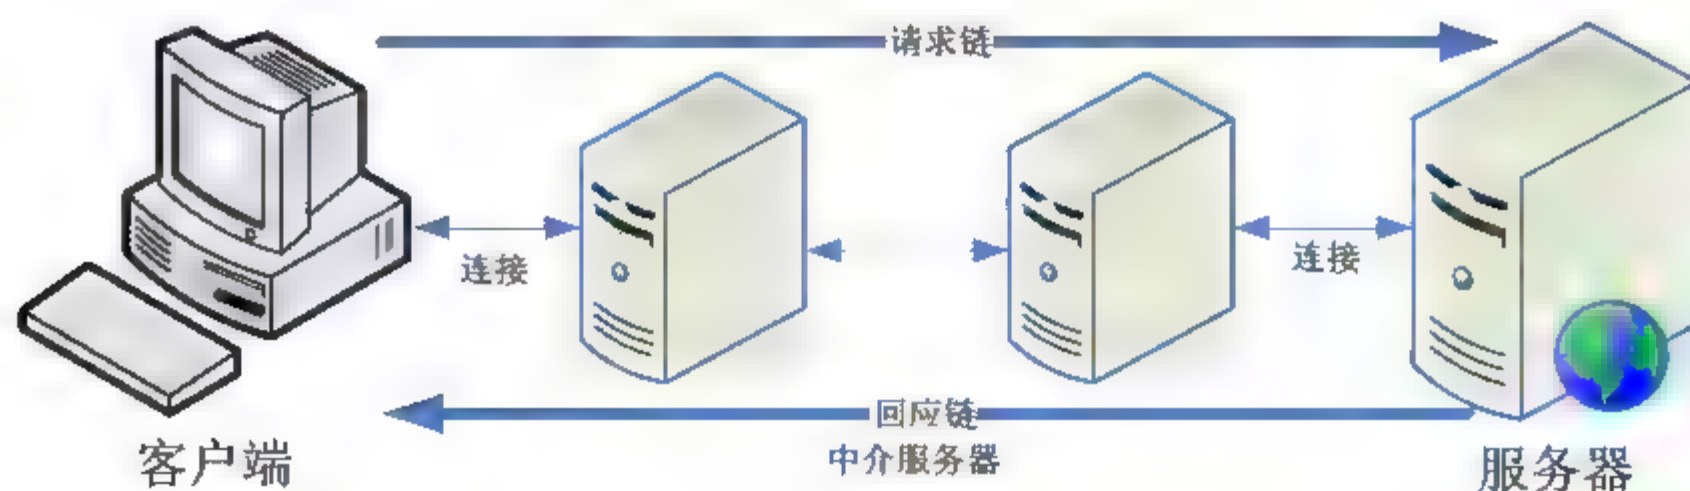 请求链
连接
连接
回应链
中介服务器
客户端
服务器